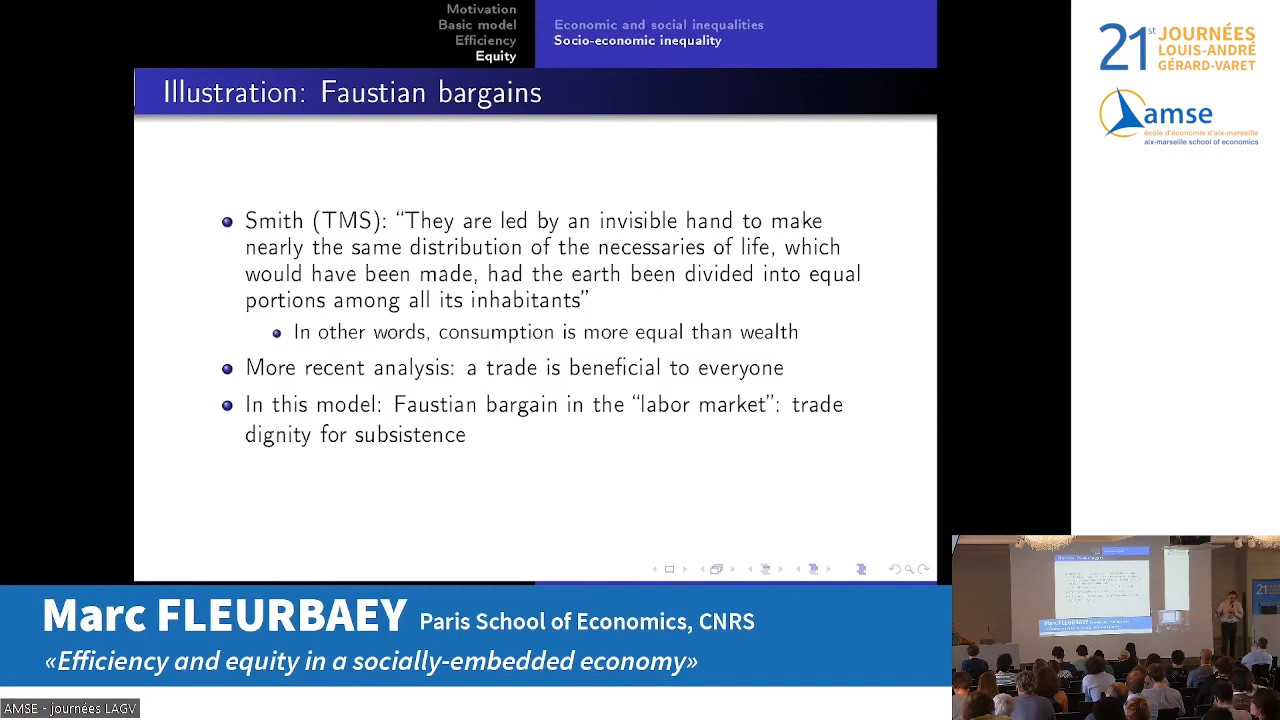 Motivation
Basic model
Efficiency
Equity
Economic and social inequalities
Socio-economic inequality
Illustration: Faustian bargains
Smith (TMS): “They are led by an invisible hand to make
nearly the same distribution of the necessaries of life, which
would have been made, had the earth been divided into equal
portions among all its inhabitants”
In other words, consumption is more equal than wealth
More recent analysis: a trade is beneficial to everyone
In this model: Faustian bargain in the “labor market”: trade
dignity for subsistence
21st JOURNÉES
LOUIS-ANDRÉ
GÉRARD-VARET
amse
école d'économie d'aix-marseille
aix-marseille school of economics
Marc FLEURBAEY Paris School of Economics, CNRS
«Efficiency and equity in a socially-embedded economy»
AMSE - journées LAGV